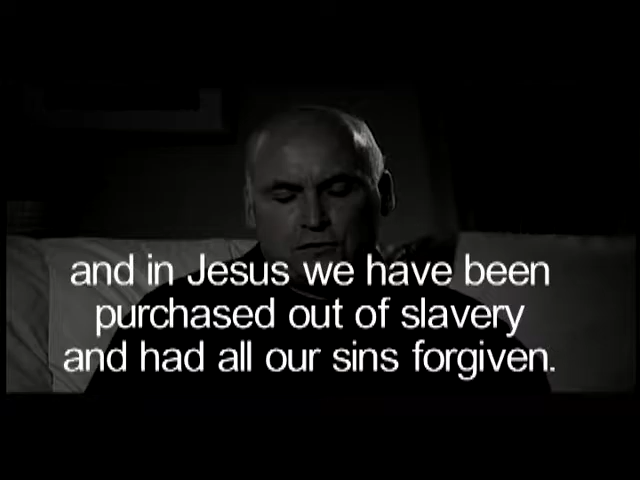 and in Jesus we have been
purchased out of slavery
and had all our sins forgiven.